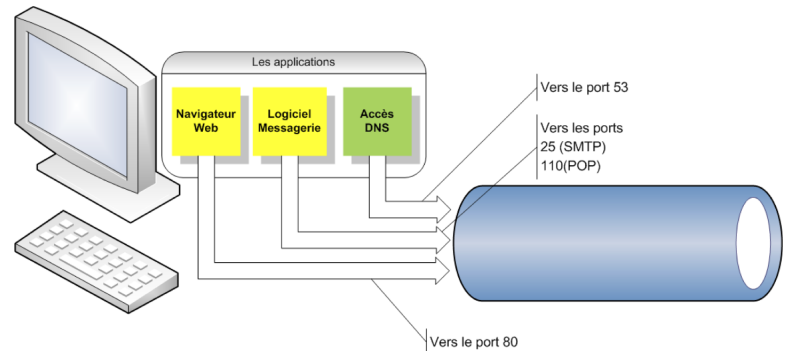 Les applications
Navigateur
Web
Logiciel
Messagerie
Accès
DNS
Vers le port 53
Vers les ports
25 (SMTP)
110(POP)
Vers le port 80